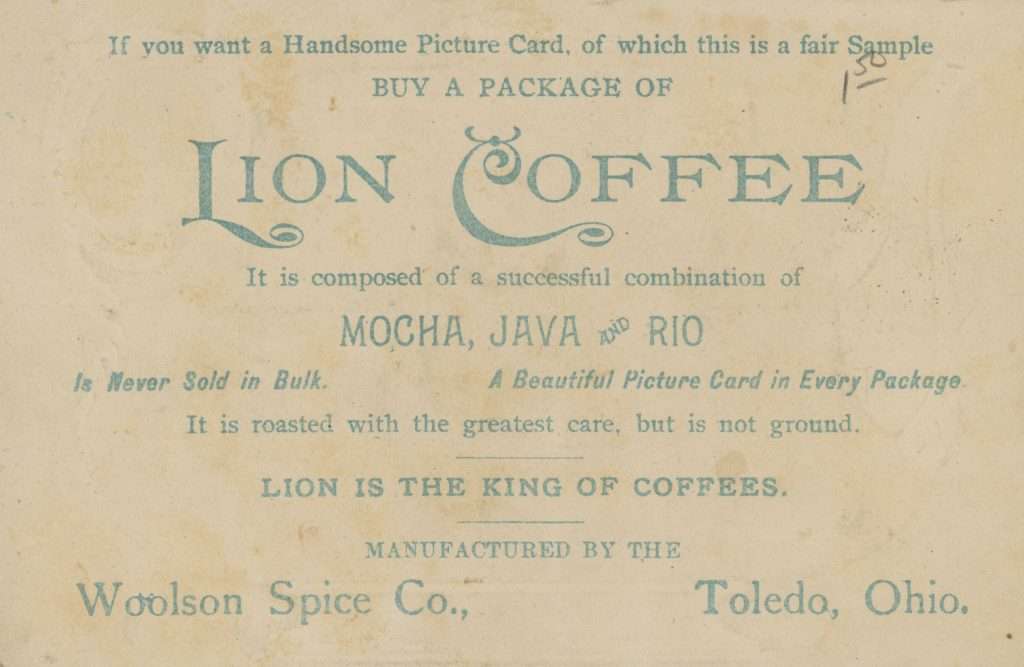 If you want a Handsome Picture Card, of which this is a fair Sample
1 50
BUY A PACKAGE OF
LION COFFEE
It is composed of a successful combination of
MOCHA, JAVA AND RIO
Is Never Sold in Bulk. A Beautiful Picture Card in Every Package.
It is roasted with the greatest care, but is not ground.
LION IS THE KING OF COFFEES.
MANUFACTURED BY THE
Woolson Spice Co., Toledo, Ohio.